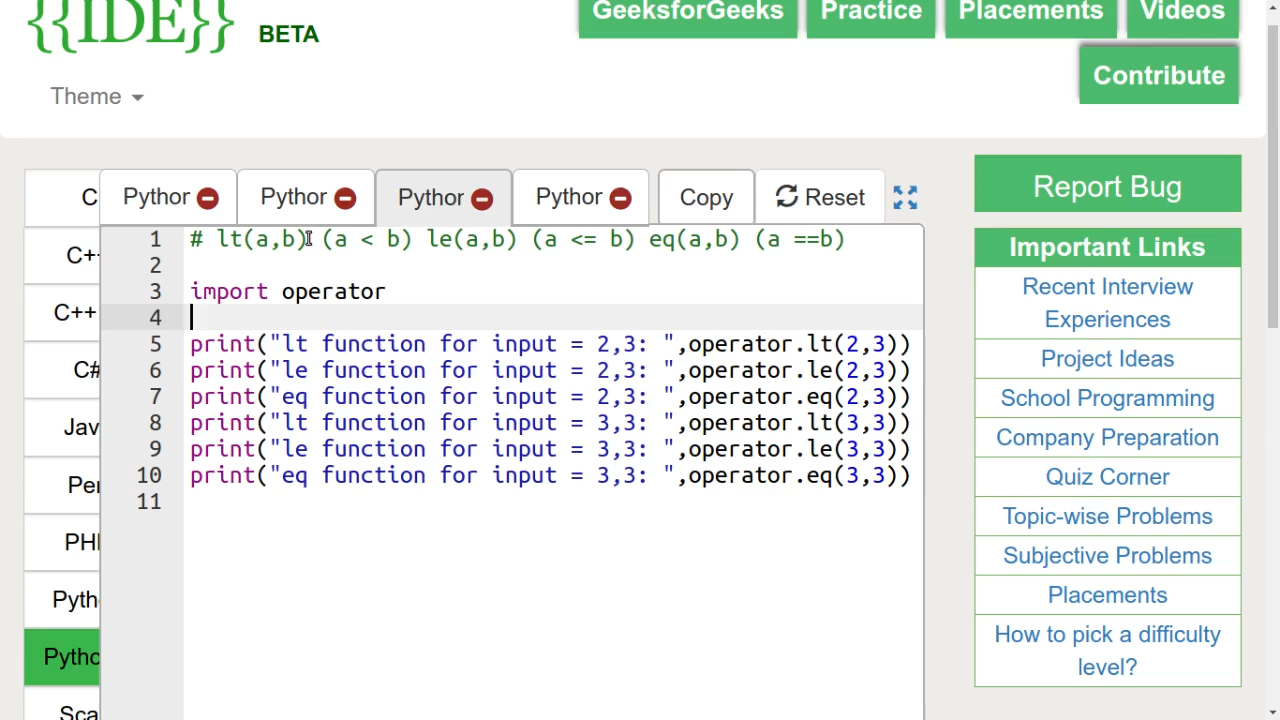 {{IDE}} BETA
GeeksforGeeks Practice Placements Videos
Contribute
Theme
C Pythor Pythor Pythor Pythor Copy Reset
C+
C++
C#
Jav
Per
PHI
Pyth
Pytho
Sca
1 # lt(a,b) (a < b) le(a,b) (a <= b) eq(a,b) (a ==b)
2
3 import operator
4
5 print("lt function for input = 2,3: ",operator.lt(2,3))
6 print("le function for input = 2,3: ",operator.le(2,3))
7 print("eq function for input = 2,3: ",operator.eq(2,3))
8 print("lt function for input = 3,3: ",operator.lt(3,3))
9 print("le function for input = 3,3: ",operator.le(3,3))
10 print("eq function for input = 3,3: ",operator.eq(3,3))
11
Report Bug
Important Links
Recent Interview
Experiences
Project Ideas
School Programming
Company Preparation
Quiz Corner
Topic-wise Problems
Subjective Problems
Placements
How to pick a difficulty
level?